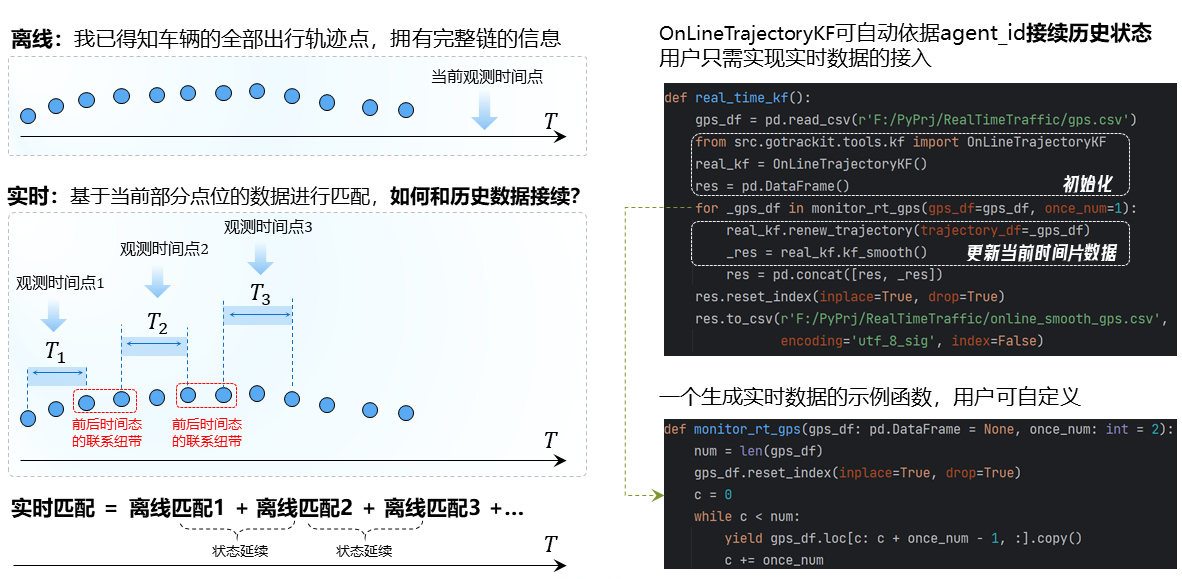 离线：我已得知车辆的全部出行轨迹点，拥有完整链的信息
当前观测时间点
T
实时：基于当前部分点位的数据进行匹配，如何和历史数据接续？
观测时间点3
观测时间点2
观测时间点1
T3
T2
T1
前后时间态
的联系纽带
前后时间态
的联系纽带
T
实时匹配 = 离线匹配1 + 离线匹配2 + 离线匹配3 +...
状态延续
状态延续
T
OnLineTrajectoryKF可自动依据agent_id接续历史状态
用户只需实现实时数据的接入
def real_time_kf():
    gps_df = pd.read_csv(r'F:/PyPrj/RealTimeTraffic/gps.csv')
    from src.gotrackit.tools.kf import OnLineTrajectoryKF
    real_kf = OnLineTrajectoryKF()
    res = pd.DataFrame()
初始化
    for _gps_df in monitor_rt_gps(gps_df=gps_df, once_num=1):
        real_kf.renew_trajectory(trajectory_df=_gps_df)
        _res = real_kf.kf_smooth()
更新当前时间片数据
        res = pd.concat([res, _res])
    res.reset_index(inplace=True, drop=True)
    res.to_csv(r'F:/PyPrj/RealTimeTraffic/online_smooth_gps.csv',
               encoding='utf_8_sig', index=False)
一个生成实时数据的示例函数，用户可自定义
def monitor_rt_gps(gps_df: pd.DataFrame = None, once_num: int = 2):
    num = len(gps_df)
    gps_df.reset_index(inplace=True, drop=True)
    c = 0
    while c < num:
        yield gps_df.loc[c: c + once_num - 1, :].copy()
        c += once_num